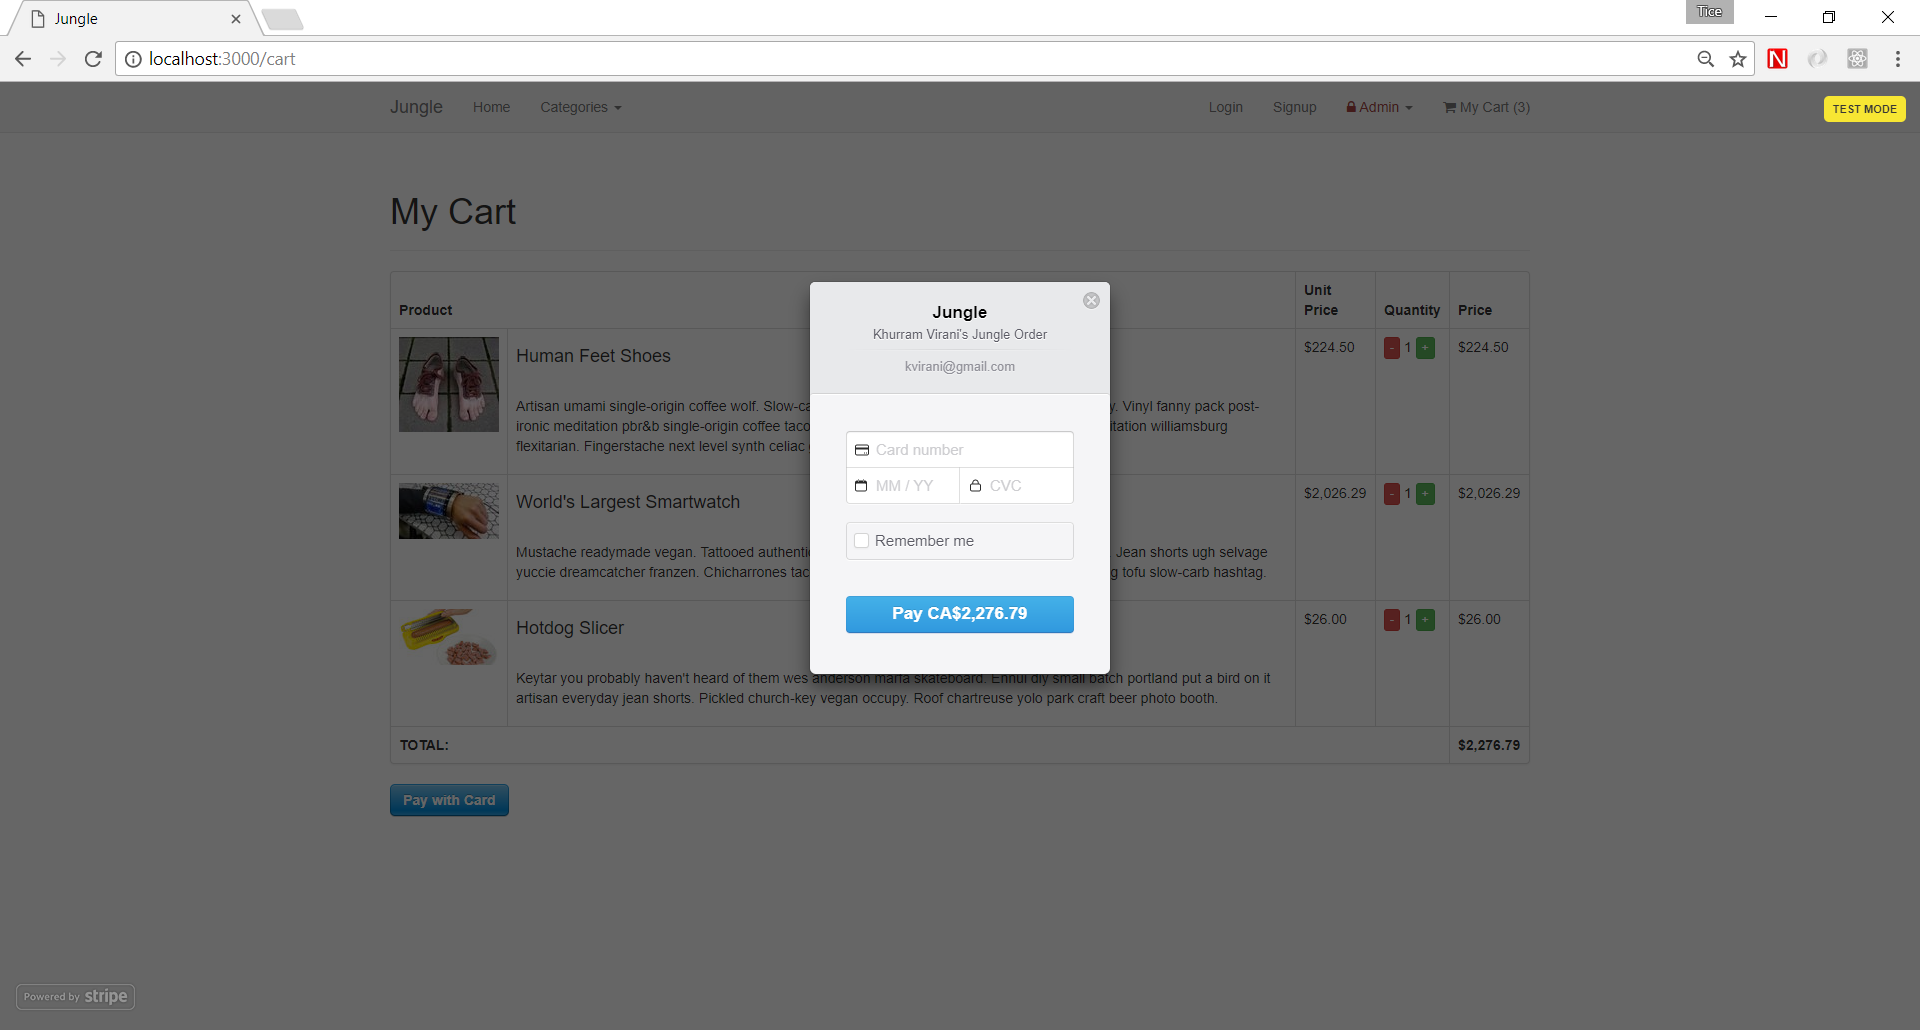 Jungle
Tice
localhost:3000/cart
Jungle Home Categories Login Signup Admin My Cart (3)
TEST MODE
My Cart
Product Unit Price Quantity Price
Human Feet Shoes
$224.50 - 1 + $224.50
Artisan umami single-origin coffee wolf. Slow-ca y. Vinyl fanny pack post-
ironic meditation pbr&b single-origin coffee taco itation williamsburg
flexitarian. Fingerstache next level synth celiac
World's Largest Smartwatch
$2,026.29 - 1 + $2,026.29
Mustache readymade vegan. Tattooed authenti Jean shorts ugh selvage
yuccie dreamcatcher franzen. Chicharrones tac g tofu slow-carb hashtag.
Hotdog Slicer
$26.00 - 1 + $26.00
Keytar you probably haven't heard of them wes anderson marfa skateboard. Ennui diy small batch portland put a bird on it
artisan everyday jean shorts. Pickled church-key vegan occupy. Roof chartreuse yolo park craft beer photo booth.
TOTAL: $2,276.79
Pay with Card
Jungle
Khurram Virani's Jungle Order
kvirani@gmail.com
Card number
MM / YY CVC
Remember me
Pay CA$2,276.79
Powered by stripe